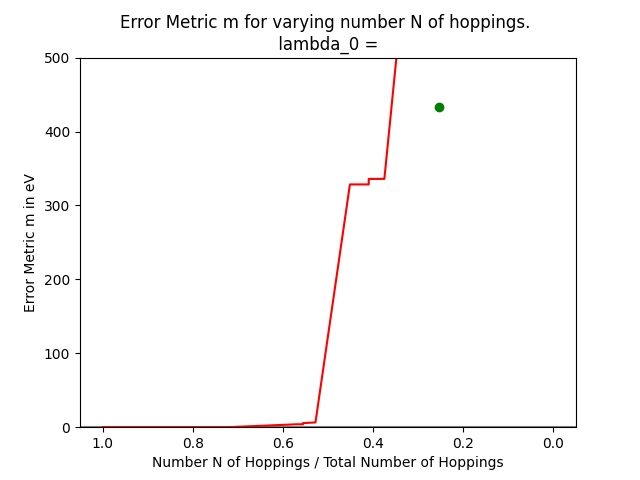 Error Metric m for varying number N of hoppings.
lambda_0 =
500
400
300
200
100
0
Error Metric m in eV
1.0 0.8 0.6 0.4 0.2 0.0
Number N of Hoppings / Total Number of Hoppings